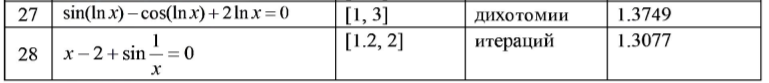 27 sin(ln x) – cos(ln x) + 2 ln x = 0 [1, 3] дихотомии 1.3749
28 x – 2 + sin 1/x = 0 [1.2, 2] итераций 1.3077